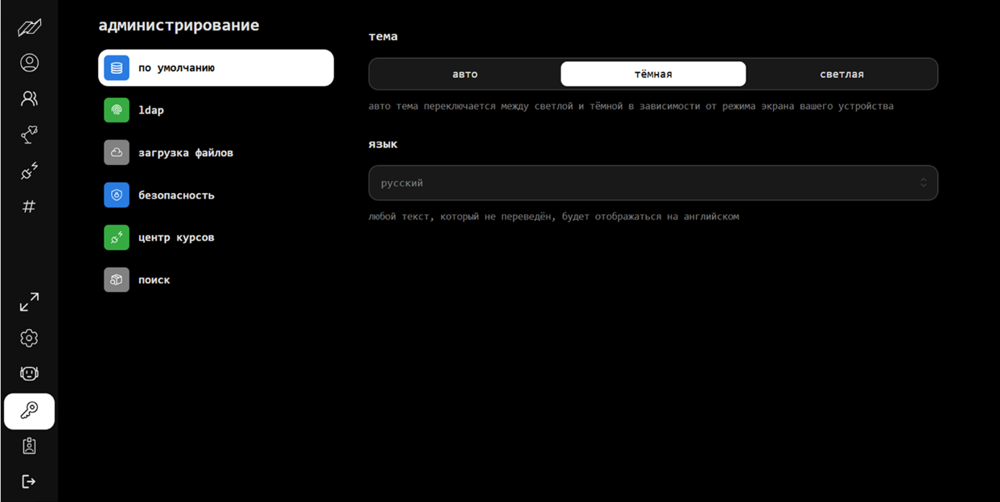 администрирование
по умолчанию
ldap
загрузка файлов
безопасность
центр курсов
поиск
тема
авто тёмная светлая
авто тема переключается между светлой и тёмной в зависимости от режима экрана вашего устройства
язык
русский
любой текст, который не переведён, будет отображаться на английском